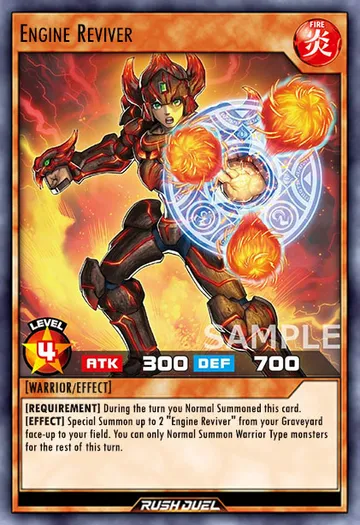 ENGINE REVIVER
FIRE
炎
SAMPLE
LEVEL
4
ATK 300 DEF 700
[WARRIOR/EFFECT]
[REQUIREMENT] During the turn you Normal Summoned this card.
[EFFECT] Special Summon up to 2 "Engine Reviver" from your Graveyard
face-up to your field. You can only Normal Summon Warrior Type monsters
for the rest of this turn.
RUSH DUEL